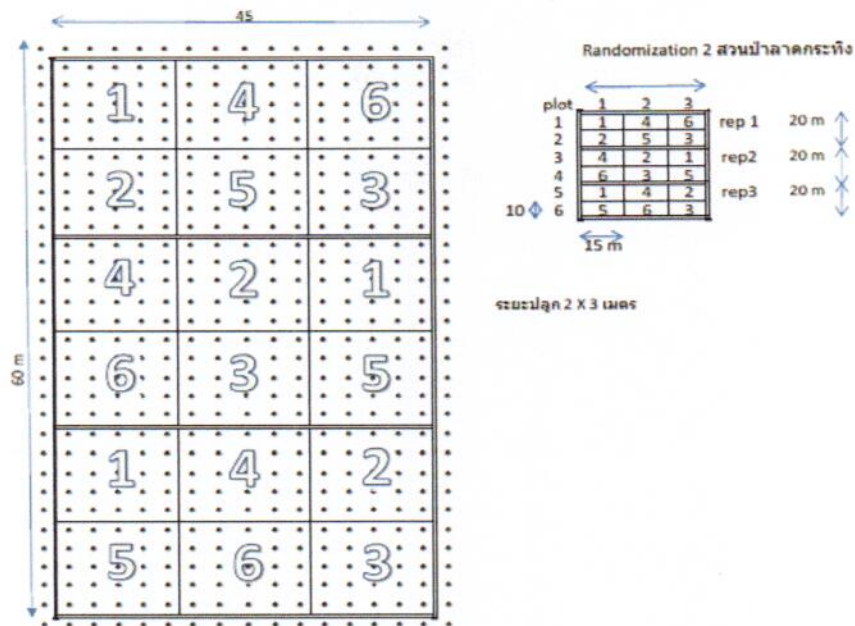 45
60 m
1 4 6
2 5 3
4 2 1
6 3 5
1 4 2
5 6 3
Randomization 2 สวนป่าลาดกระทิง
plot 1 2 3
1 1 4 6 rep 1 20 m
2 2 5 3
3 4 2 1 rep2 20 m
4 6 3 5
5 1 4 2 rep3 20 m
10 6 5 6 3
15 m
ระยะปลูก 2 X 3 เมตร